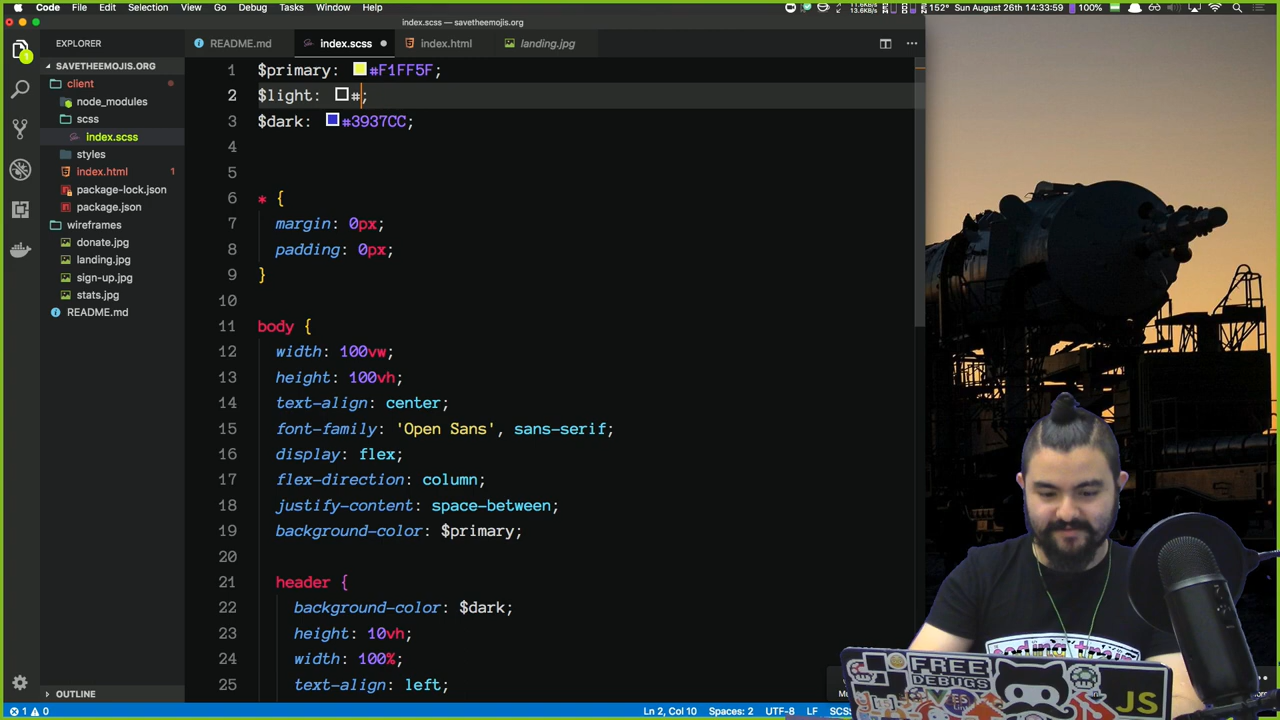 Code File Edit Selection View Go Debug Tasks Window Help
152° Sun August 26th 14:33:59 100%
index.scss — savetheemojis.org
EXPLORER
README.md
index.scss
index.html
landing.jpg
SAVETHEEMOJIS.ORG
client
node_modules
scss
index.scss
styles
index.html 1
package-lock.json
package.json
wireframes
donate.jpg
landing.jpg
sign-up.jpg
stats.jpg
README.md
OUTLINE
1 $primary: #F1FF5F;
2 $light: #;
3 $dark: #3937CC;
4
5
6 * {
7 margin: 0px;
8 padding: 0px;
9 }
10
11 body {
12 width: 100vw;
13 height: 100vh;
14 text-align: center;
15 font-family: 'Open Sans', sans-serif;
16 display: flex;
17 flex-direction: column;
18 justify-content: space-between;
19 background-color: $primary;
20
21 header {
22 background-color: $dark;
23 height: 10vh;
24 width: 100%;
25 text-align: left;
1 0
Ln 2, Col 10 Spaces: 2 UTF-8 LF SCSS
FREE
DEBUGS
JS